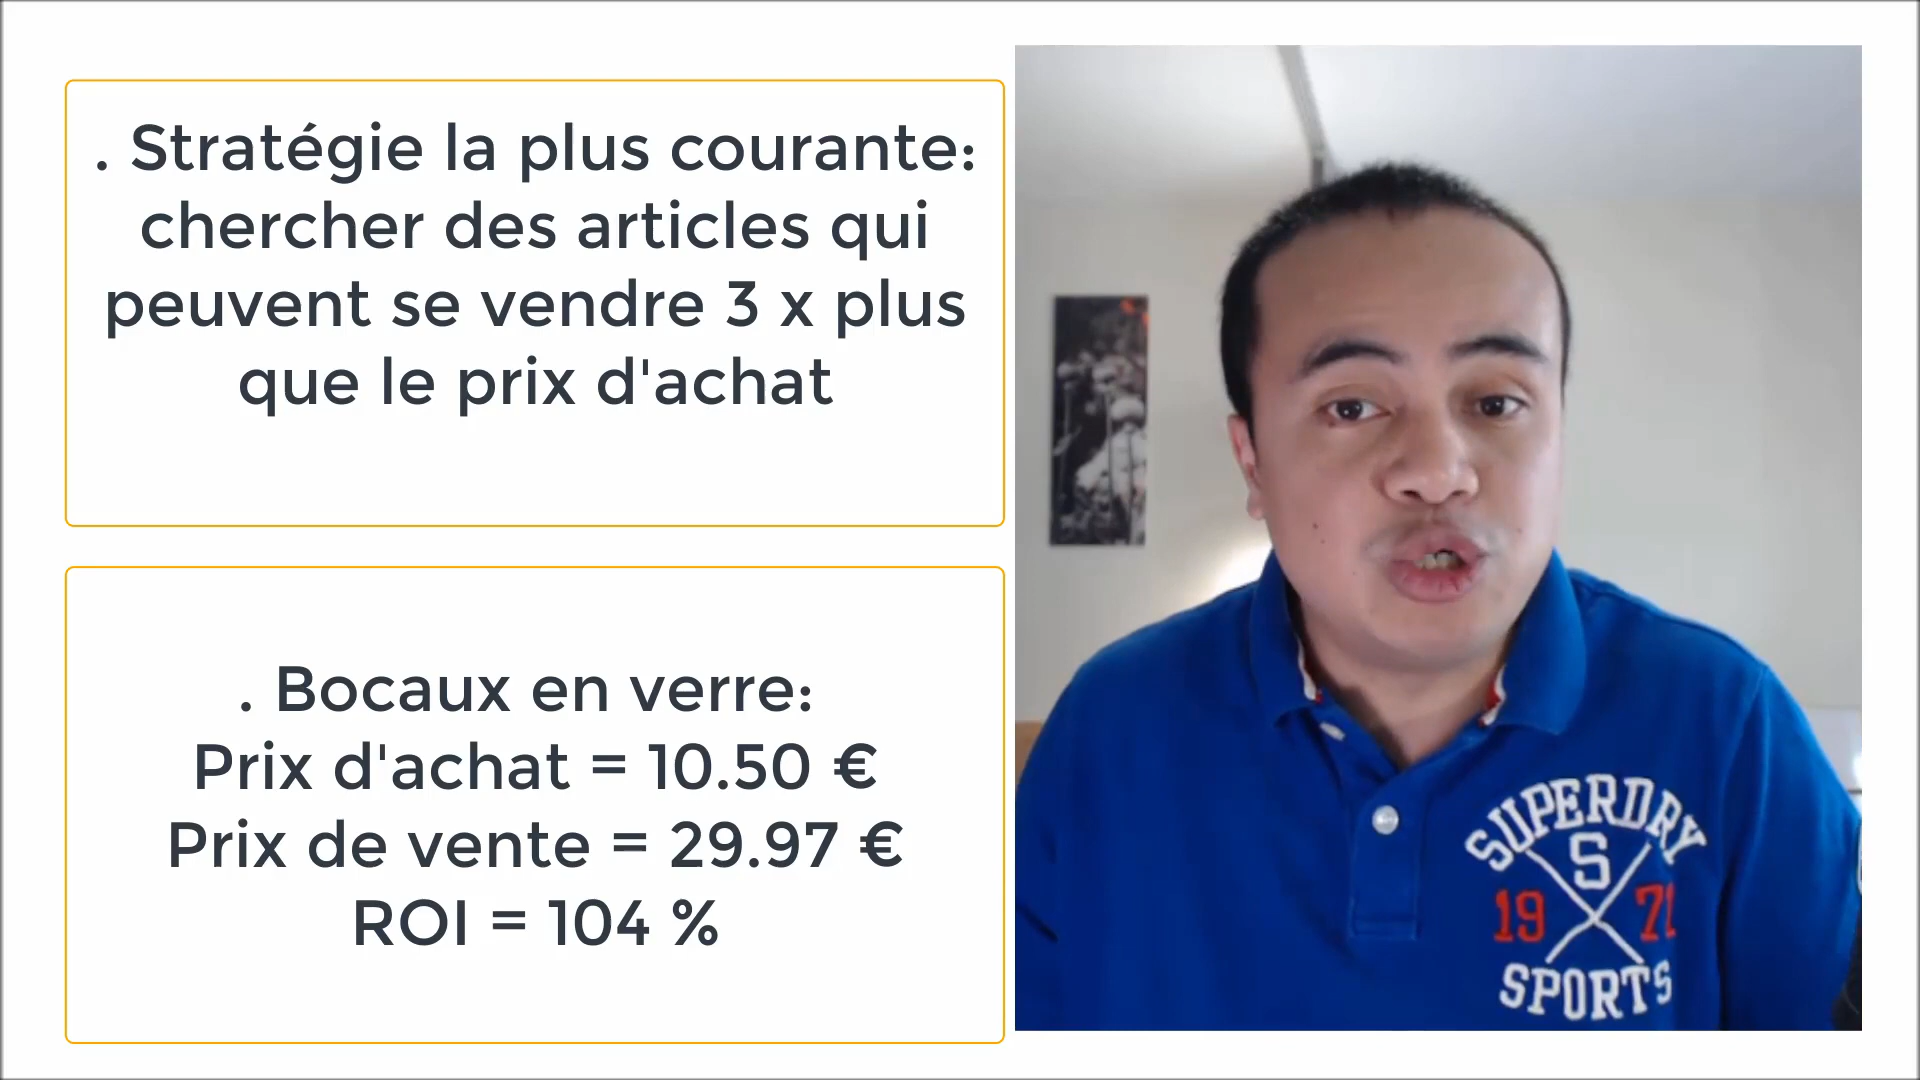 . Stratégie la plus courante:
chercher des articles qui
peuvent se vendre 3 x plus
que le prix d'achat
. Bocaux en verre:
Prix d'achat = 10.50 €
Prix de vente = 29.97 €
ROI = 104 %
SUPERDRY
S
19 71
SPORTS